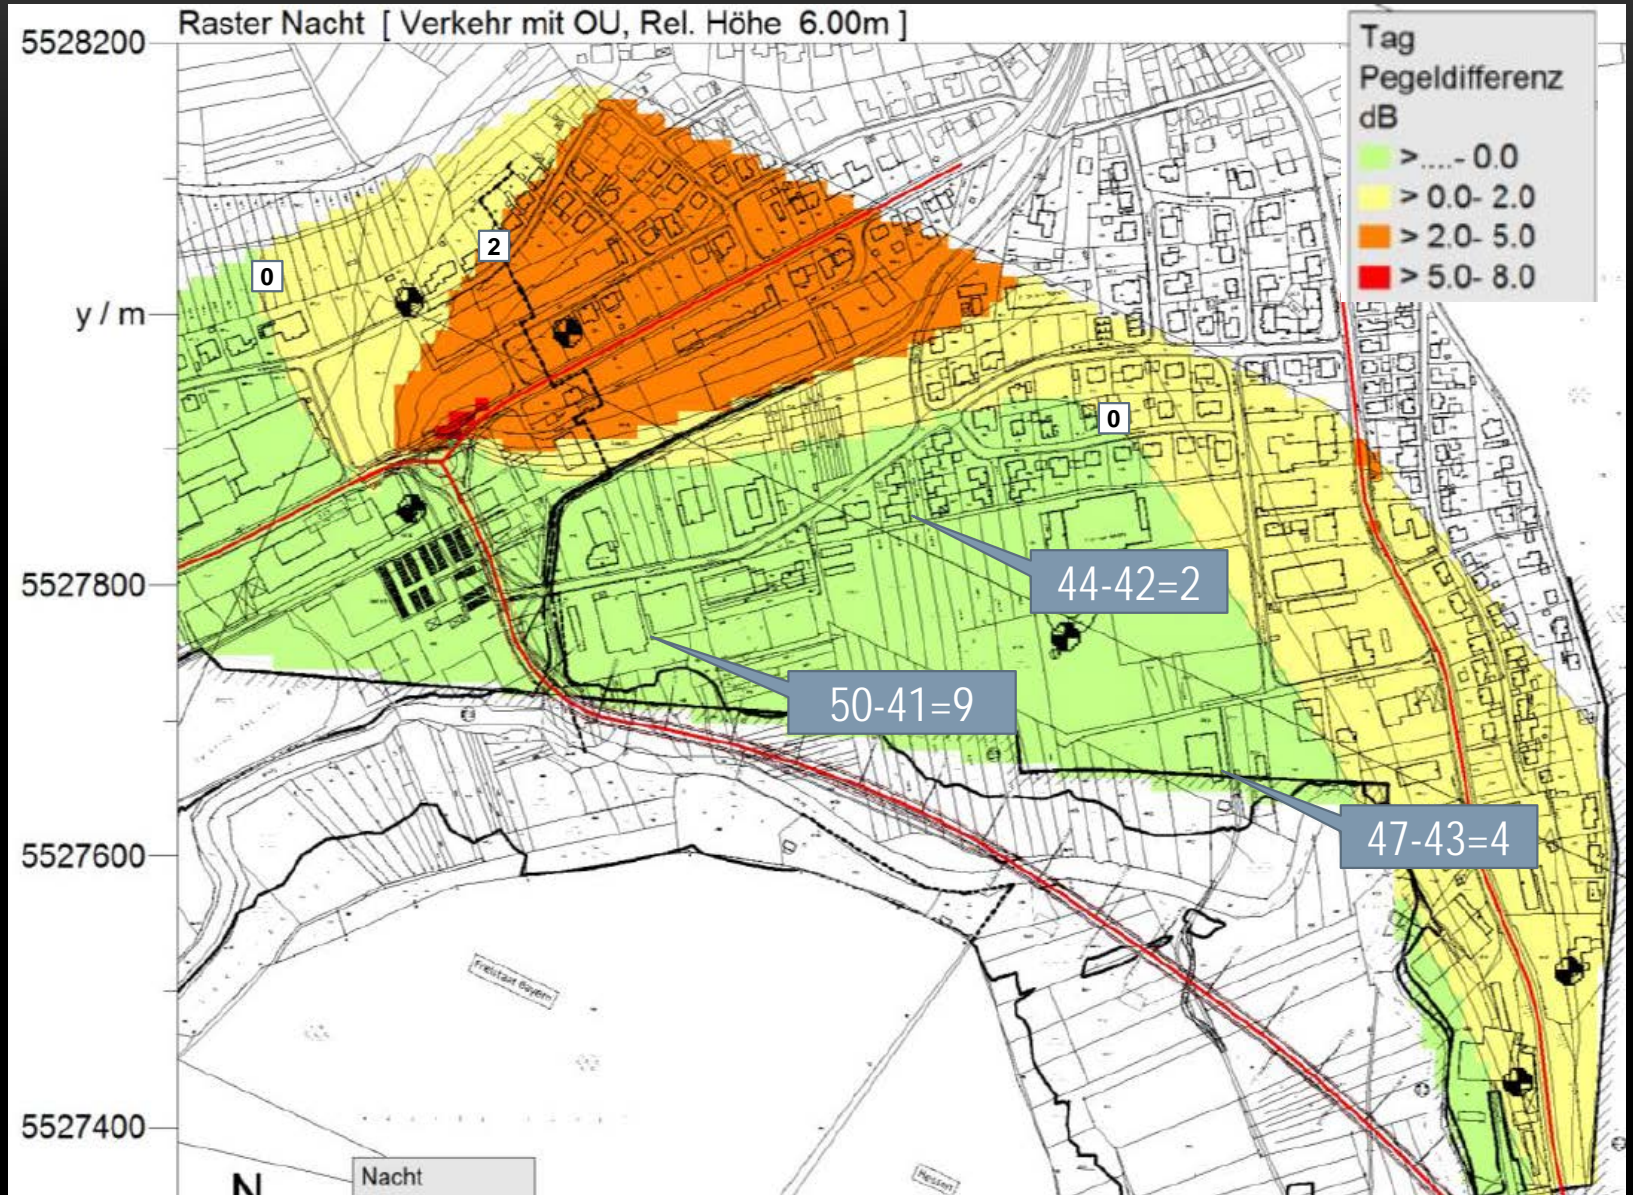 Raster Nacht [ Verkehr mit OU, Rel. Höhe 6.00m ]
5528200
Tag
Pegeldifferenz
dB
>....- 0.0
> 0.0- 2.0
> 2.0- 5.0
> 5.0- 8.0
2
0
y / m
0
44-42=2
5527800
50-41=9
47-43=4
5527600
Freistaat Bayern
5527400
Nacht
Hessen
N